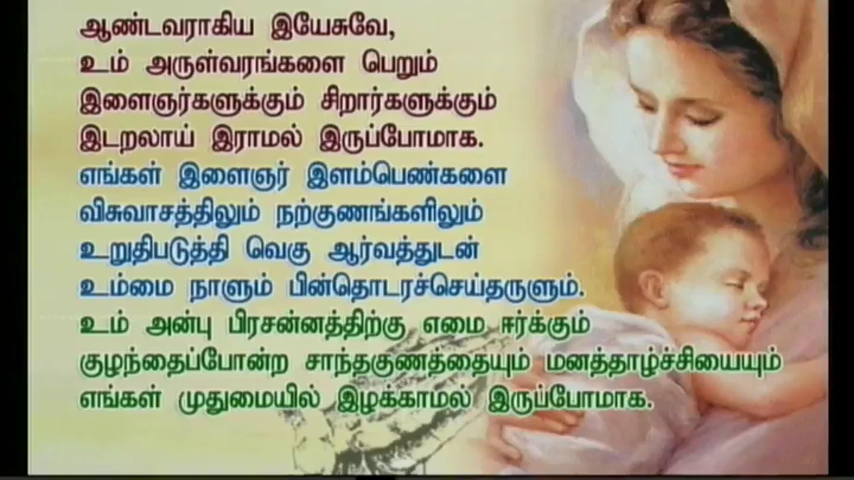 ஆண்டவராகிய இயேசுவே,
உம் அருள்வரங்களை பெறும்
இளைஞர்களுக்கும் சிறார்களுக்கும்
இடறலாய் இராமல் இருப்போமாக.
எங்கள் இளைஞர் இளம்பெண்களை
விசுவாசத்திலும் நற்குணங்களிலும்
உறுதிபடுத்தி வெகு ஆர்வத்துடன்
உம்மை நாளும் பின்தொடரச்செய்தருளும்.
உம் அன்பு பிரசன்னத்திற்கு எமை ஈர்க்கும்
குழந்தைப்போன்ற சாந்தகுணத்தையும் மனத்தாழ்ச்சியையும்
எங்கள் முதுமையில் இழக்காமல் இருப்போமாக.